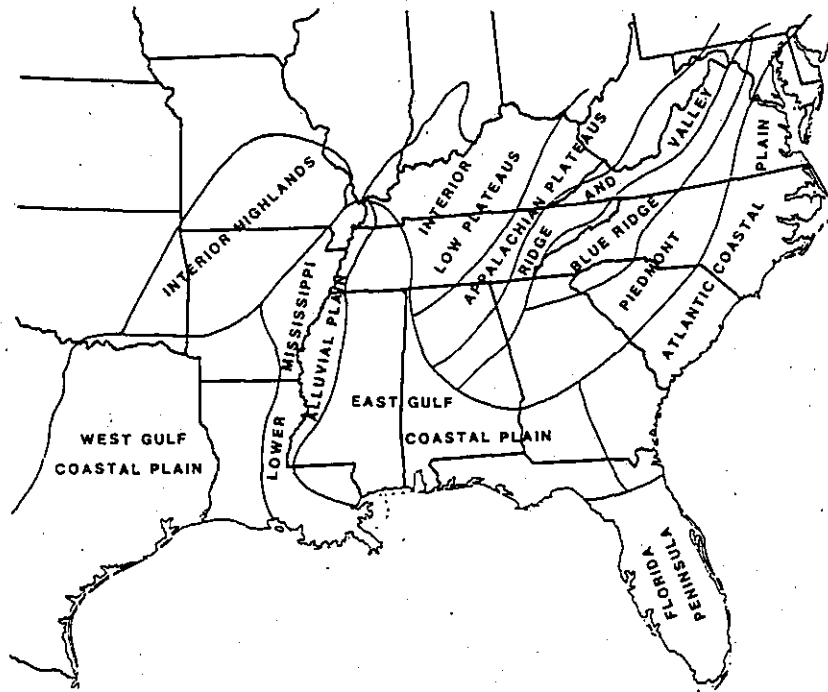 INTERIOR HIGHLANDS
INTERIOR
LOW PLATEAUS
APPALACHIAN PLATEAUS
RIDGE AND VALLEY
BLUE RIDGE
PIEDMONT
ATLANTIC COASTAL PLAIN
LOWER
MISSISSIPPI
ALLUVIAL PLAIN
EAST GULF
COASTAL PLAIN
WEST GULF
COASTAL PLAIN
FLORIDA
PENINSULA